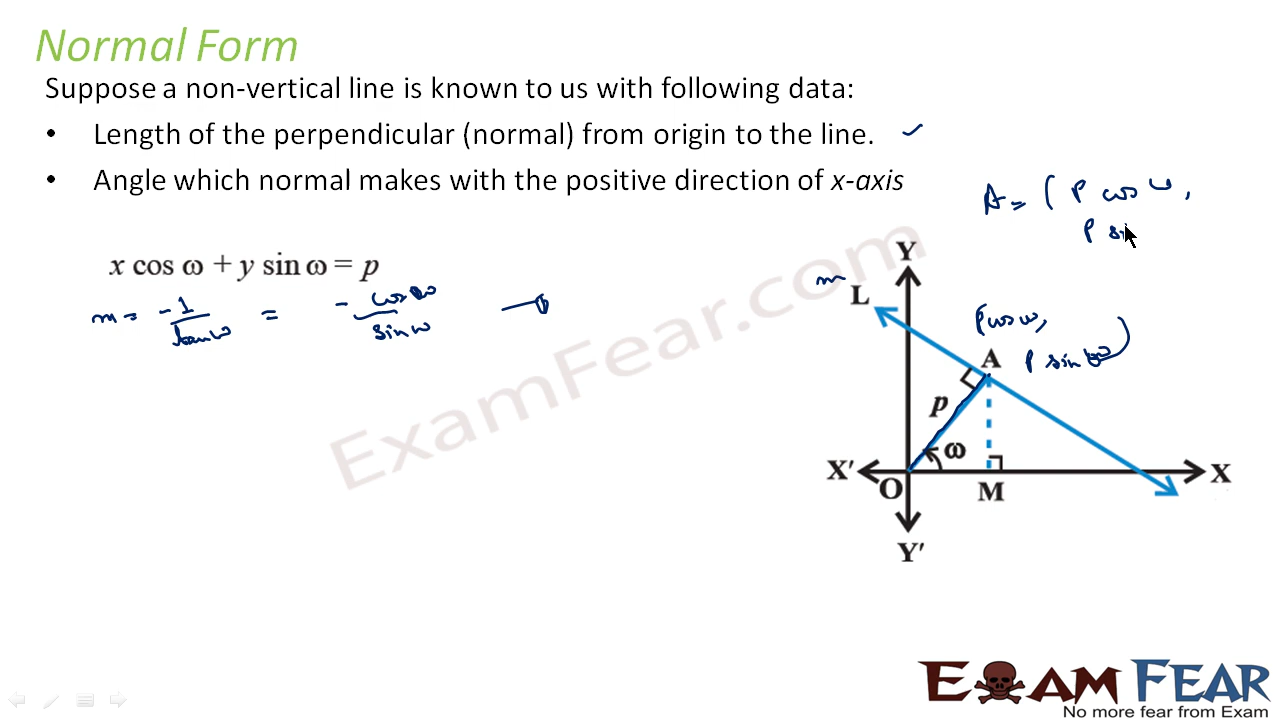 Normal Form
Suppose a non-vertical line is known to us with following data:
• Length of the perpendicular (normal) from origin to the line.
• Angle which normal makes with the positive direction of x-axis
A = ( P cos ω,
P si
x cos ω + y sin ω = p
m = -1/tan ω = - cos ω/sin ω
ExamFear.com
Y
m
L
P cos ω,
A P sin ω )
p
ω
X′ X
O M
Y′
EXAM FEAR
No more fear from Exam